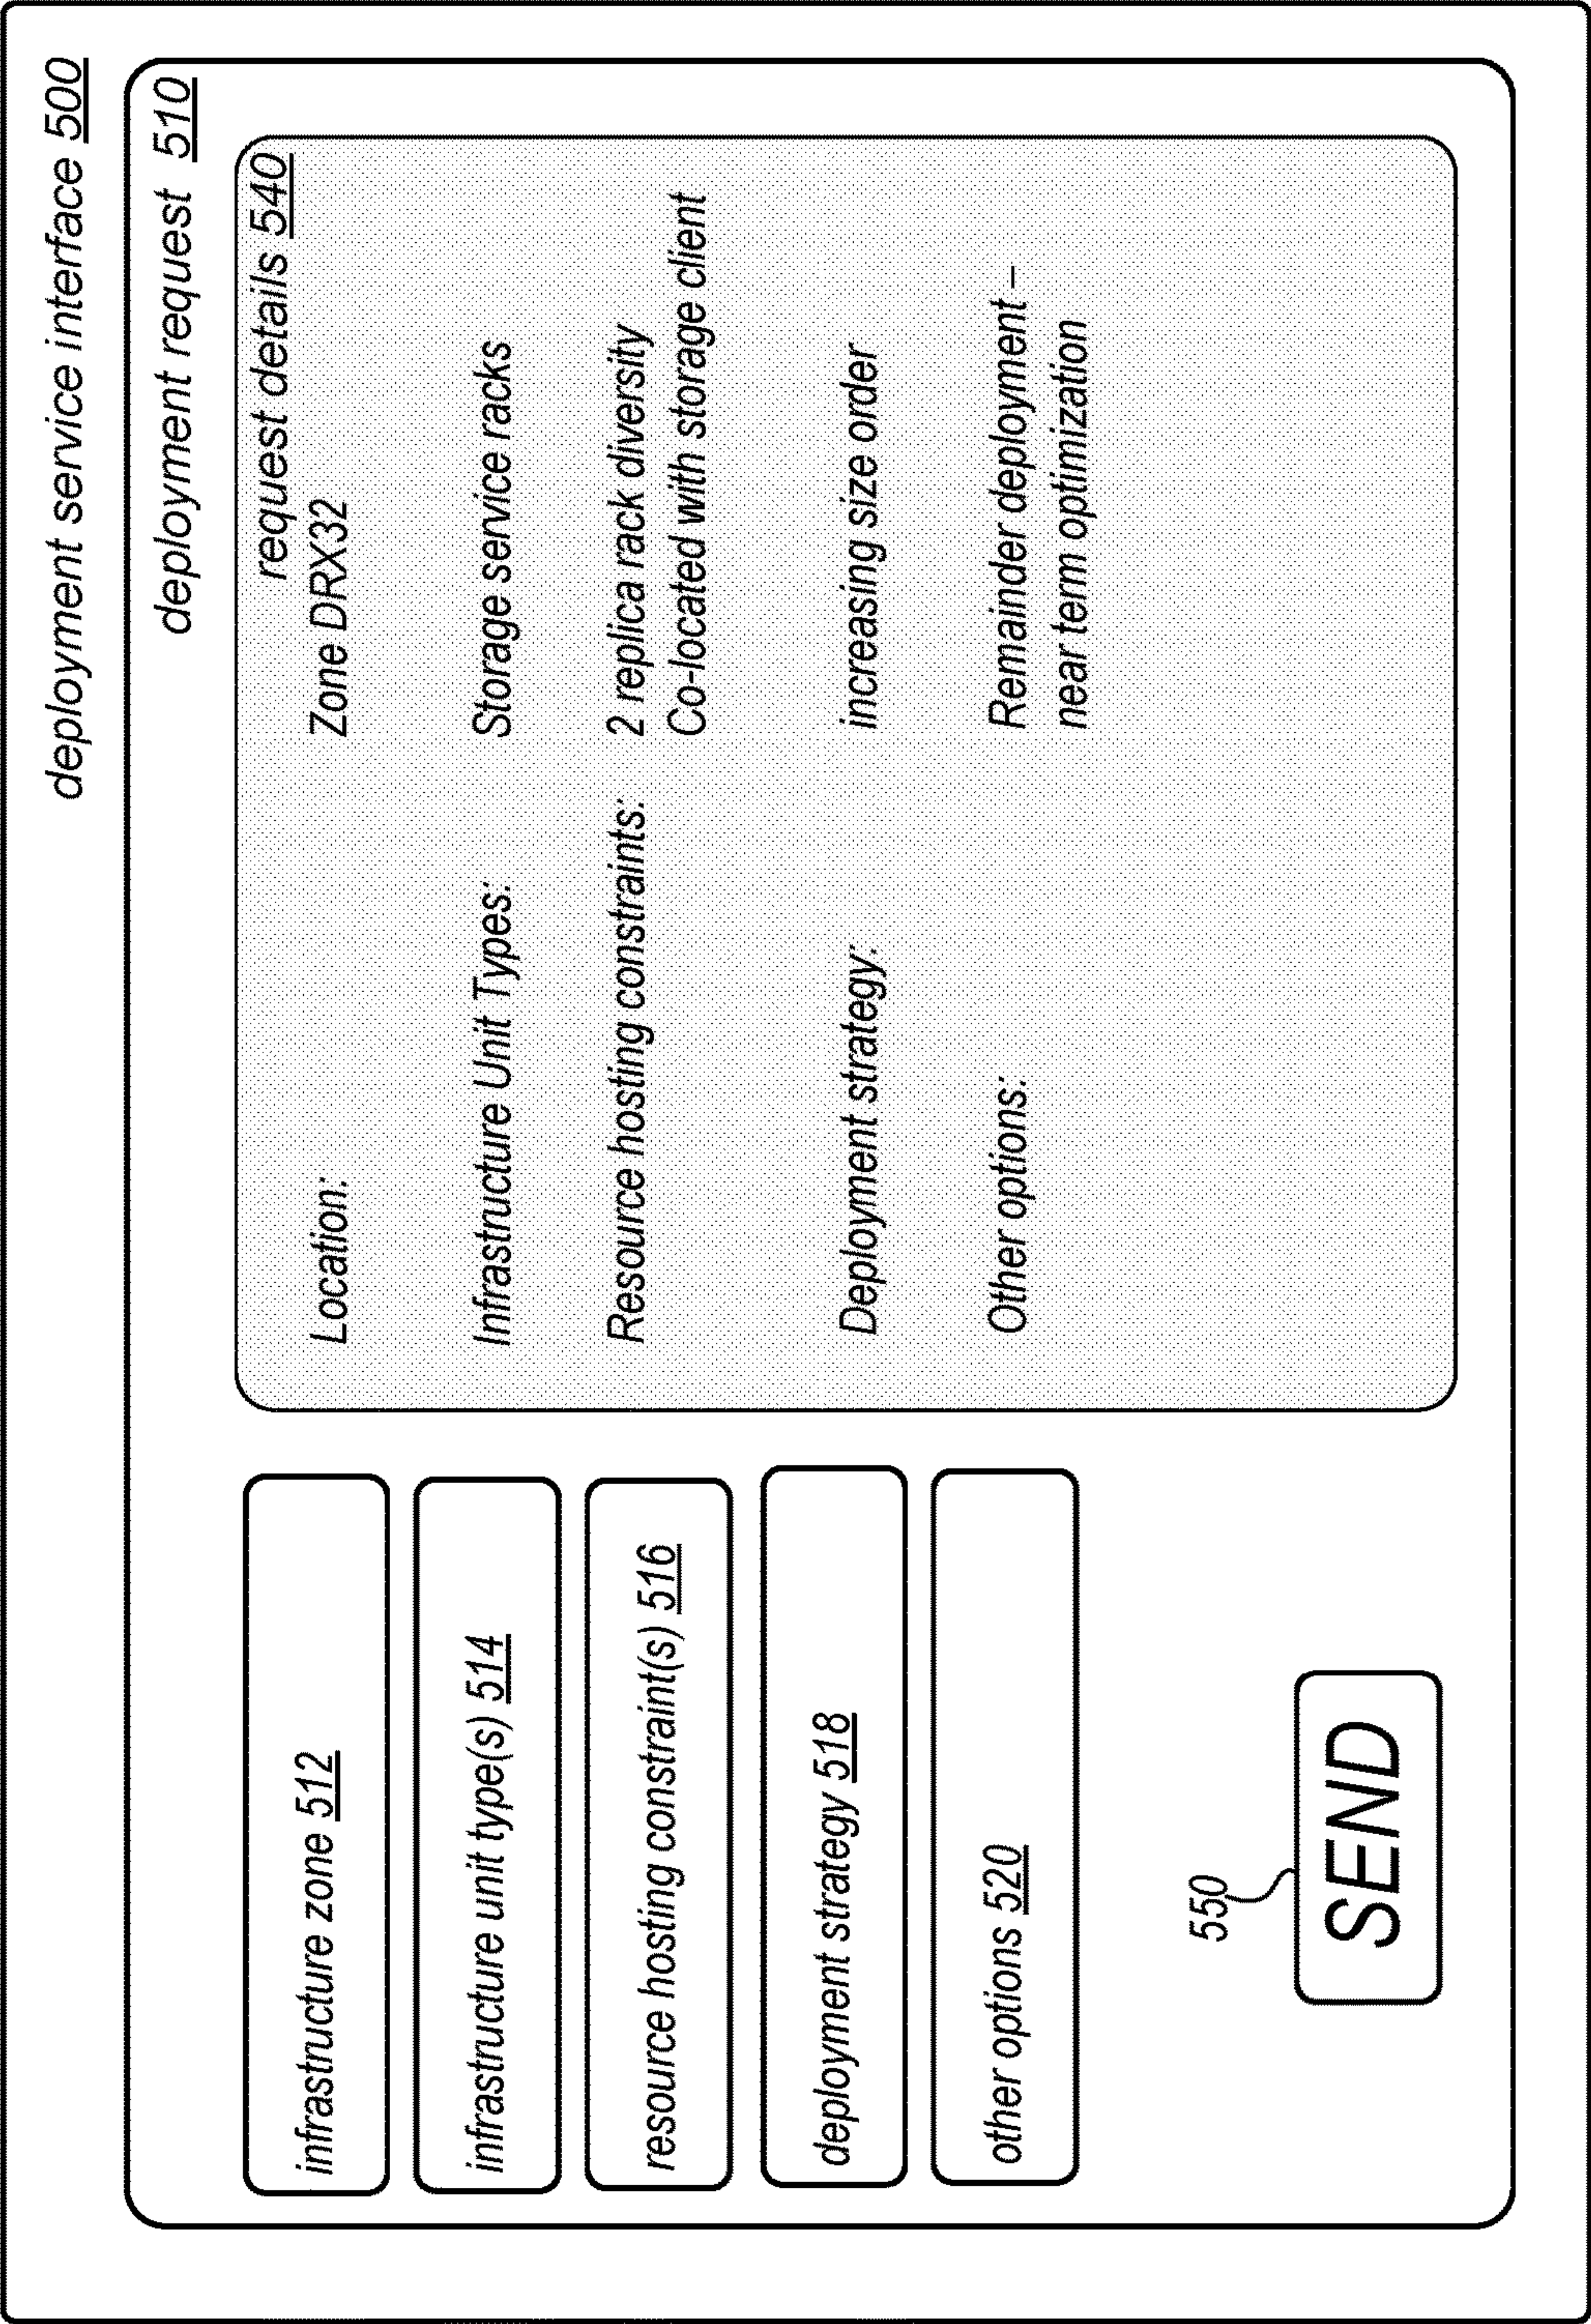 deployment service interface 500
deployment request 510
infrastructure zone 512
infrastructure unit type(s) 514
resource hosting constraint(s) 516
deployment strategy 518
other options 520
550
SEND
request details 540
Location: Zone DRX32
Infrastructure Unit Types: Storage service racks
Resource hosting constraints: 2 replica rack diversity
Co-located with storage client
Deployment strategy: increasing size order
Other options: Remainder deployment –
near term optimization